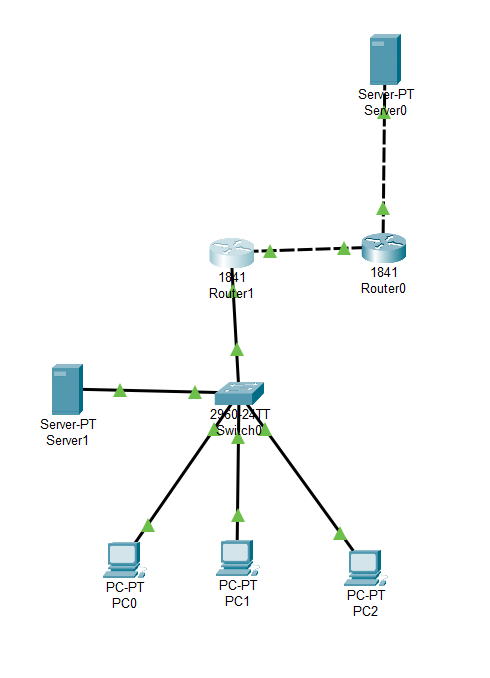 Server-PT
Server0
1841
Router1
1841
Router0
Server-PT
Server1
2960-24TT
Switch0
PC-PT
PC0
PC-PT
PC1
PC-PT
PC2